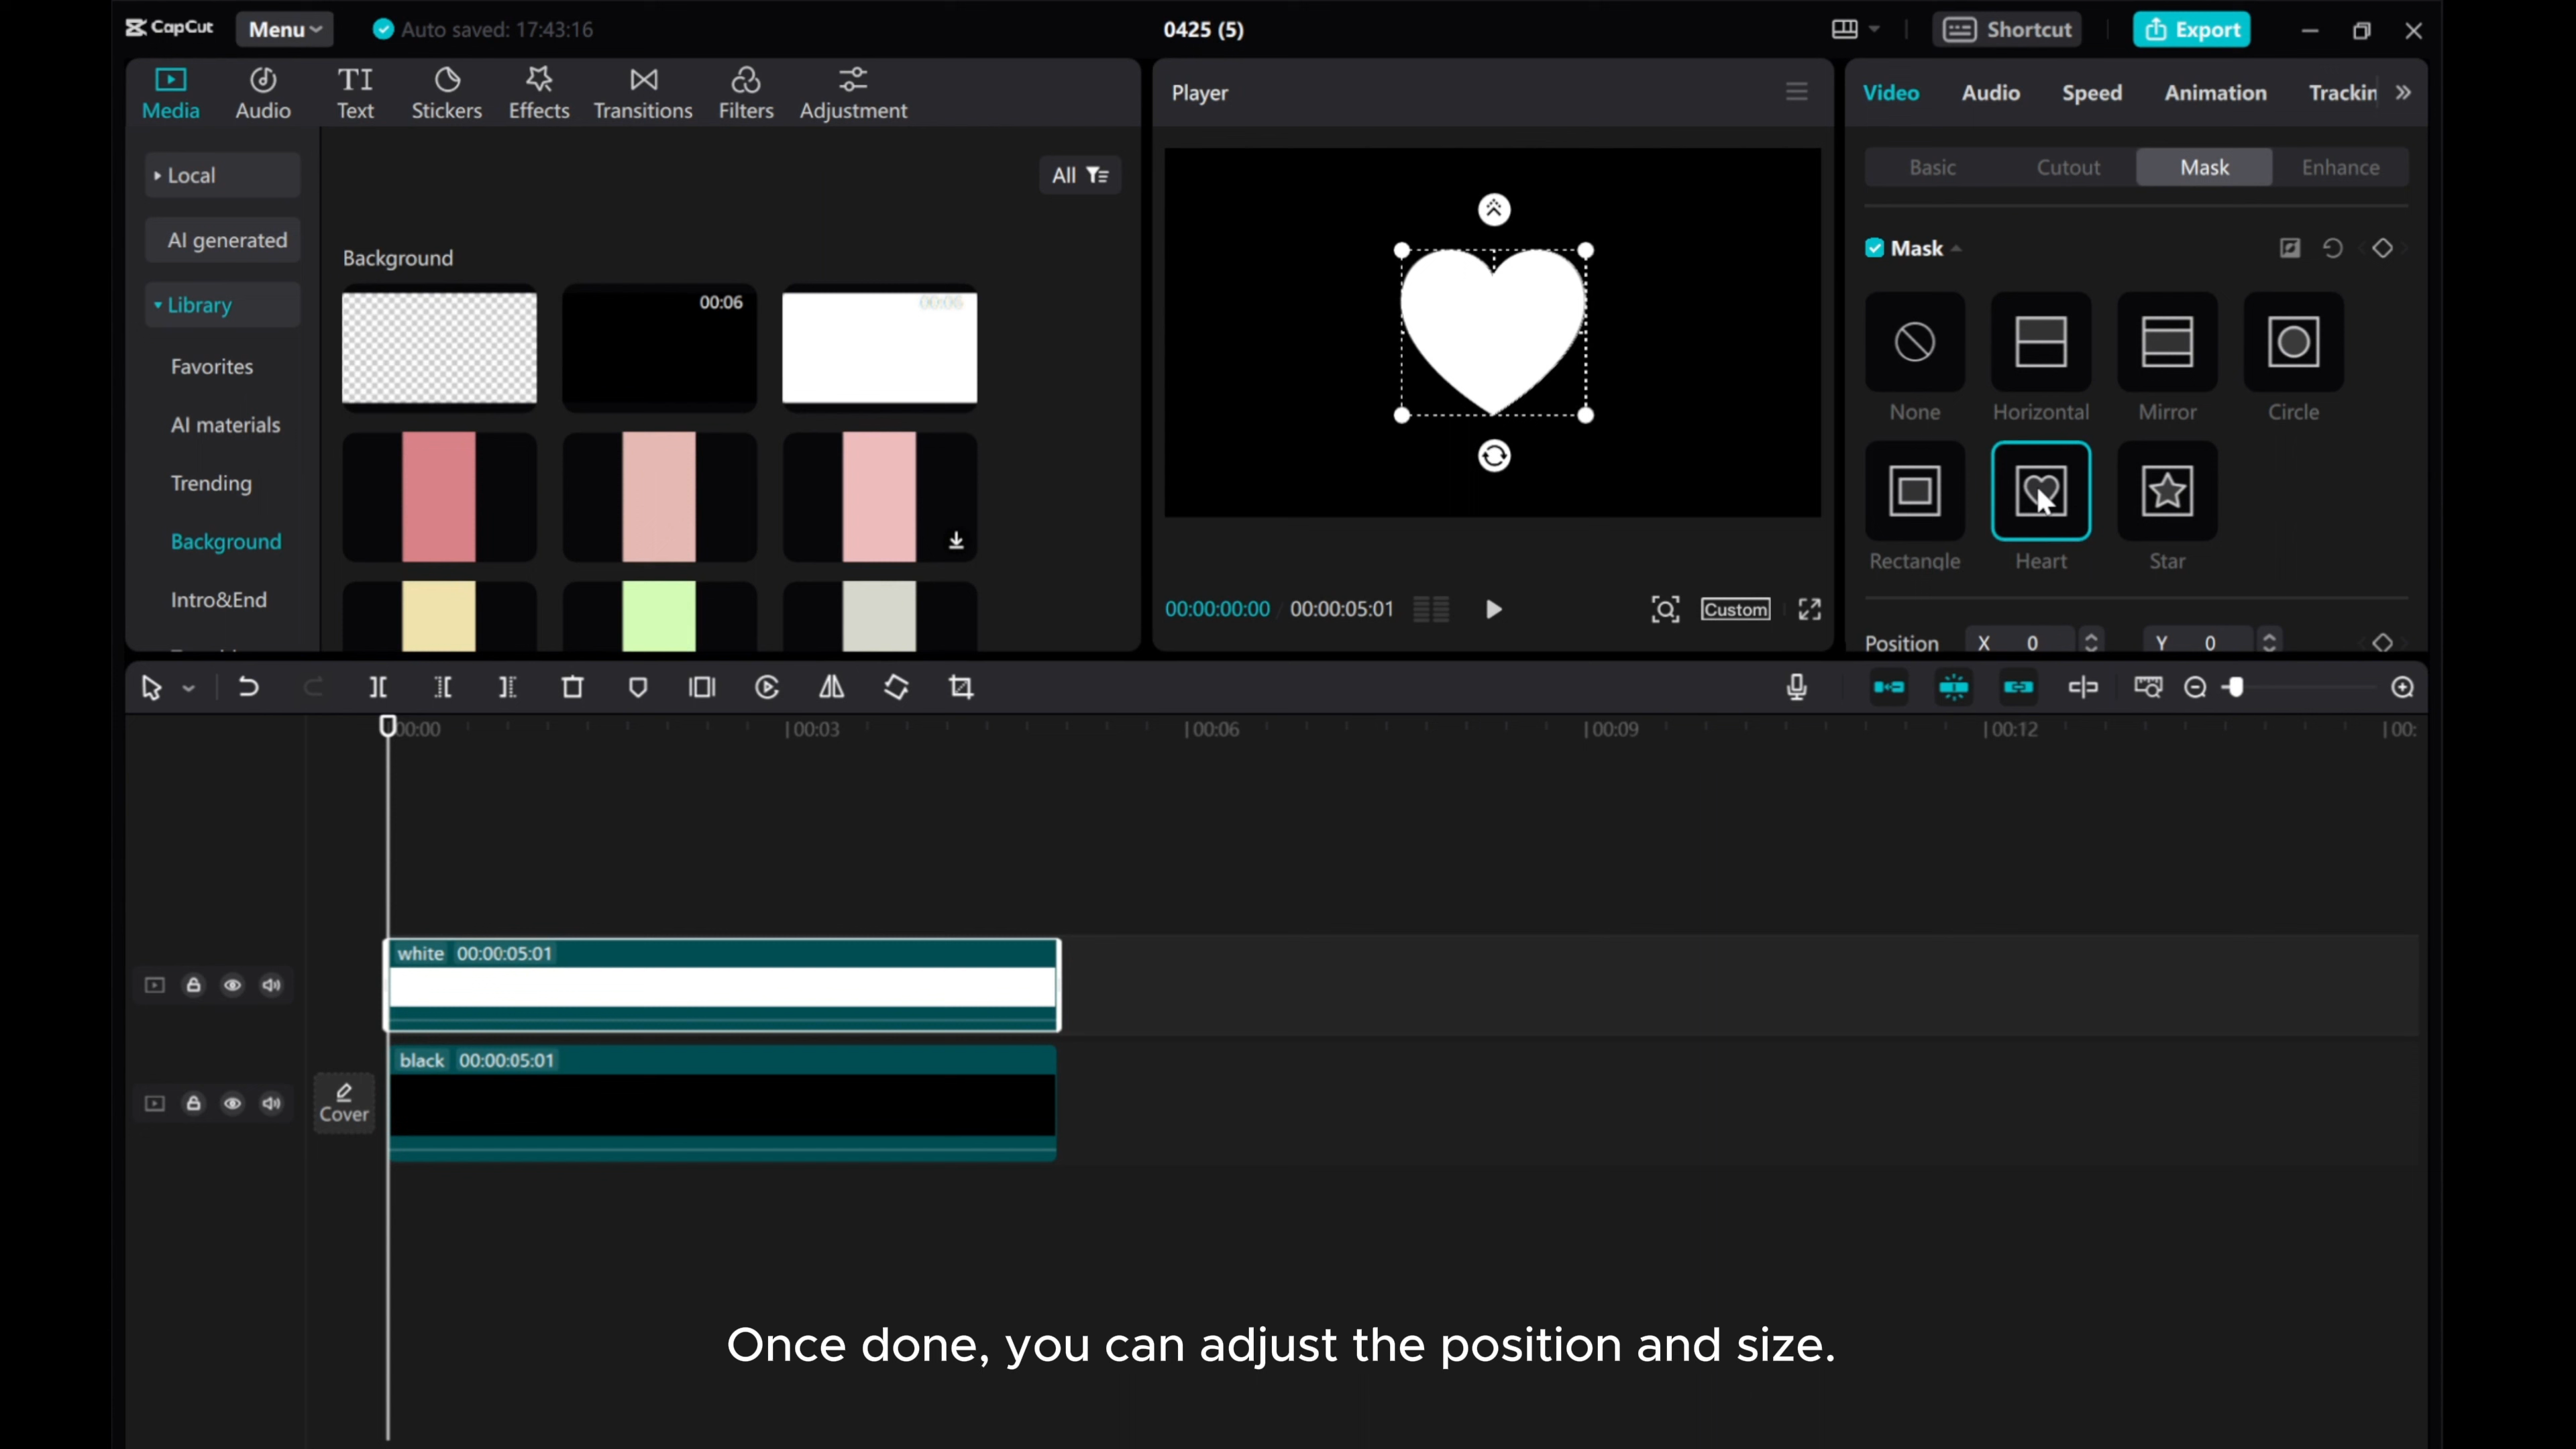 CapCut
Menu
Auto saved: 17:43:16
0425 (5)
Shortcut
Export
Media
Audio
Text
Stickers
Effects
Transitions
Filters
Adjustment
Player
Video
Audio
Speed
Animation
Trackin
Local
AI generated
Library
Favorites
AI materials
Trending
Background
Intro&End
All
Background
00:06
00:06
Basic
Cutout
Mask
Enhance
Mask
None
Horizontal
Mirror
Circle
Rectangle
Heart
Star
Position
X
0
Y
0
00:00:00:00
00:00:05:01
Custom
00:00
00:03
00:06
00:09
00:12
00:
white 00:00:05:01
black 00:00:05:01
Cover
Once done, you can adjust the position and size.